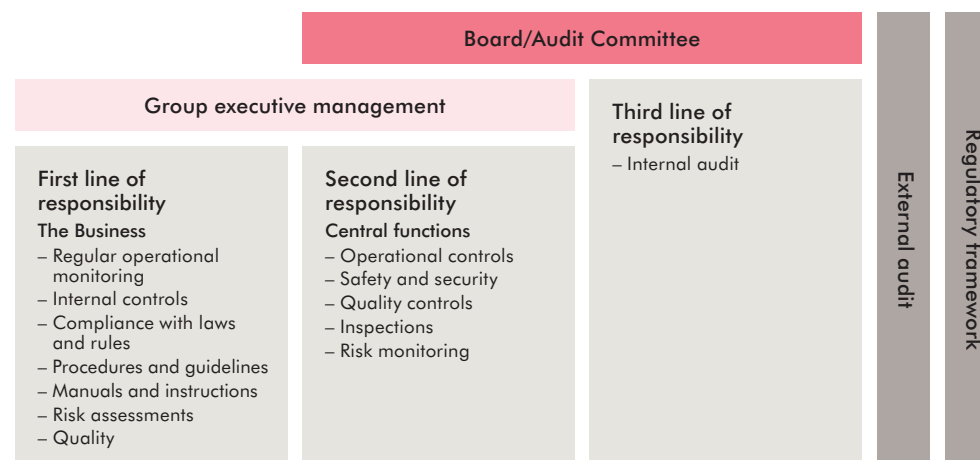 Board/Audit Committee
Group executive management
First line of
responsibility
The Business
– Regular operational
monitoring
– Internal controls
– Compliance with laws
and rules
– Procedures and guidelines
– Manuals and instructions
– Risk assessments
– Quality
Second line of
responsibility
Central functions
– Operational controls
– Safety and security
– Quality controls
– Inspections
– Risk monitoring
Third line of
responsibility
– Internal audit
External audit
Regulatory framework